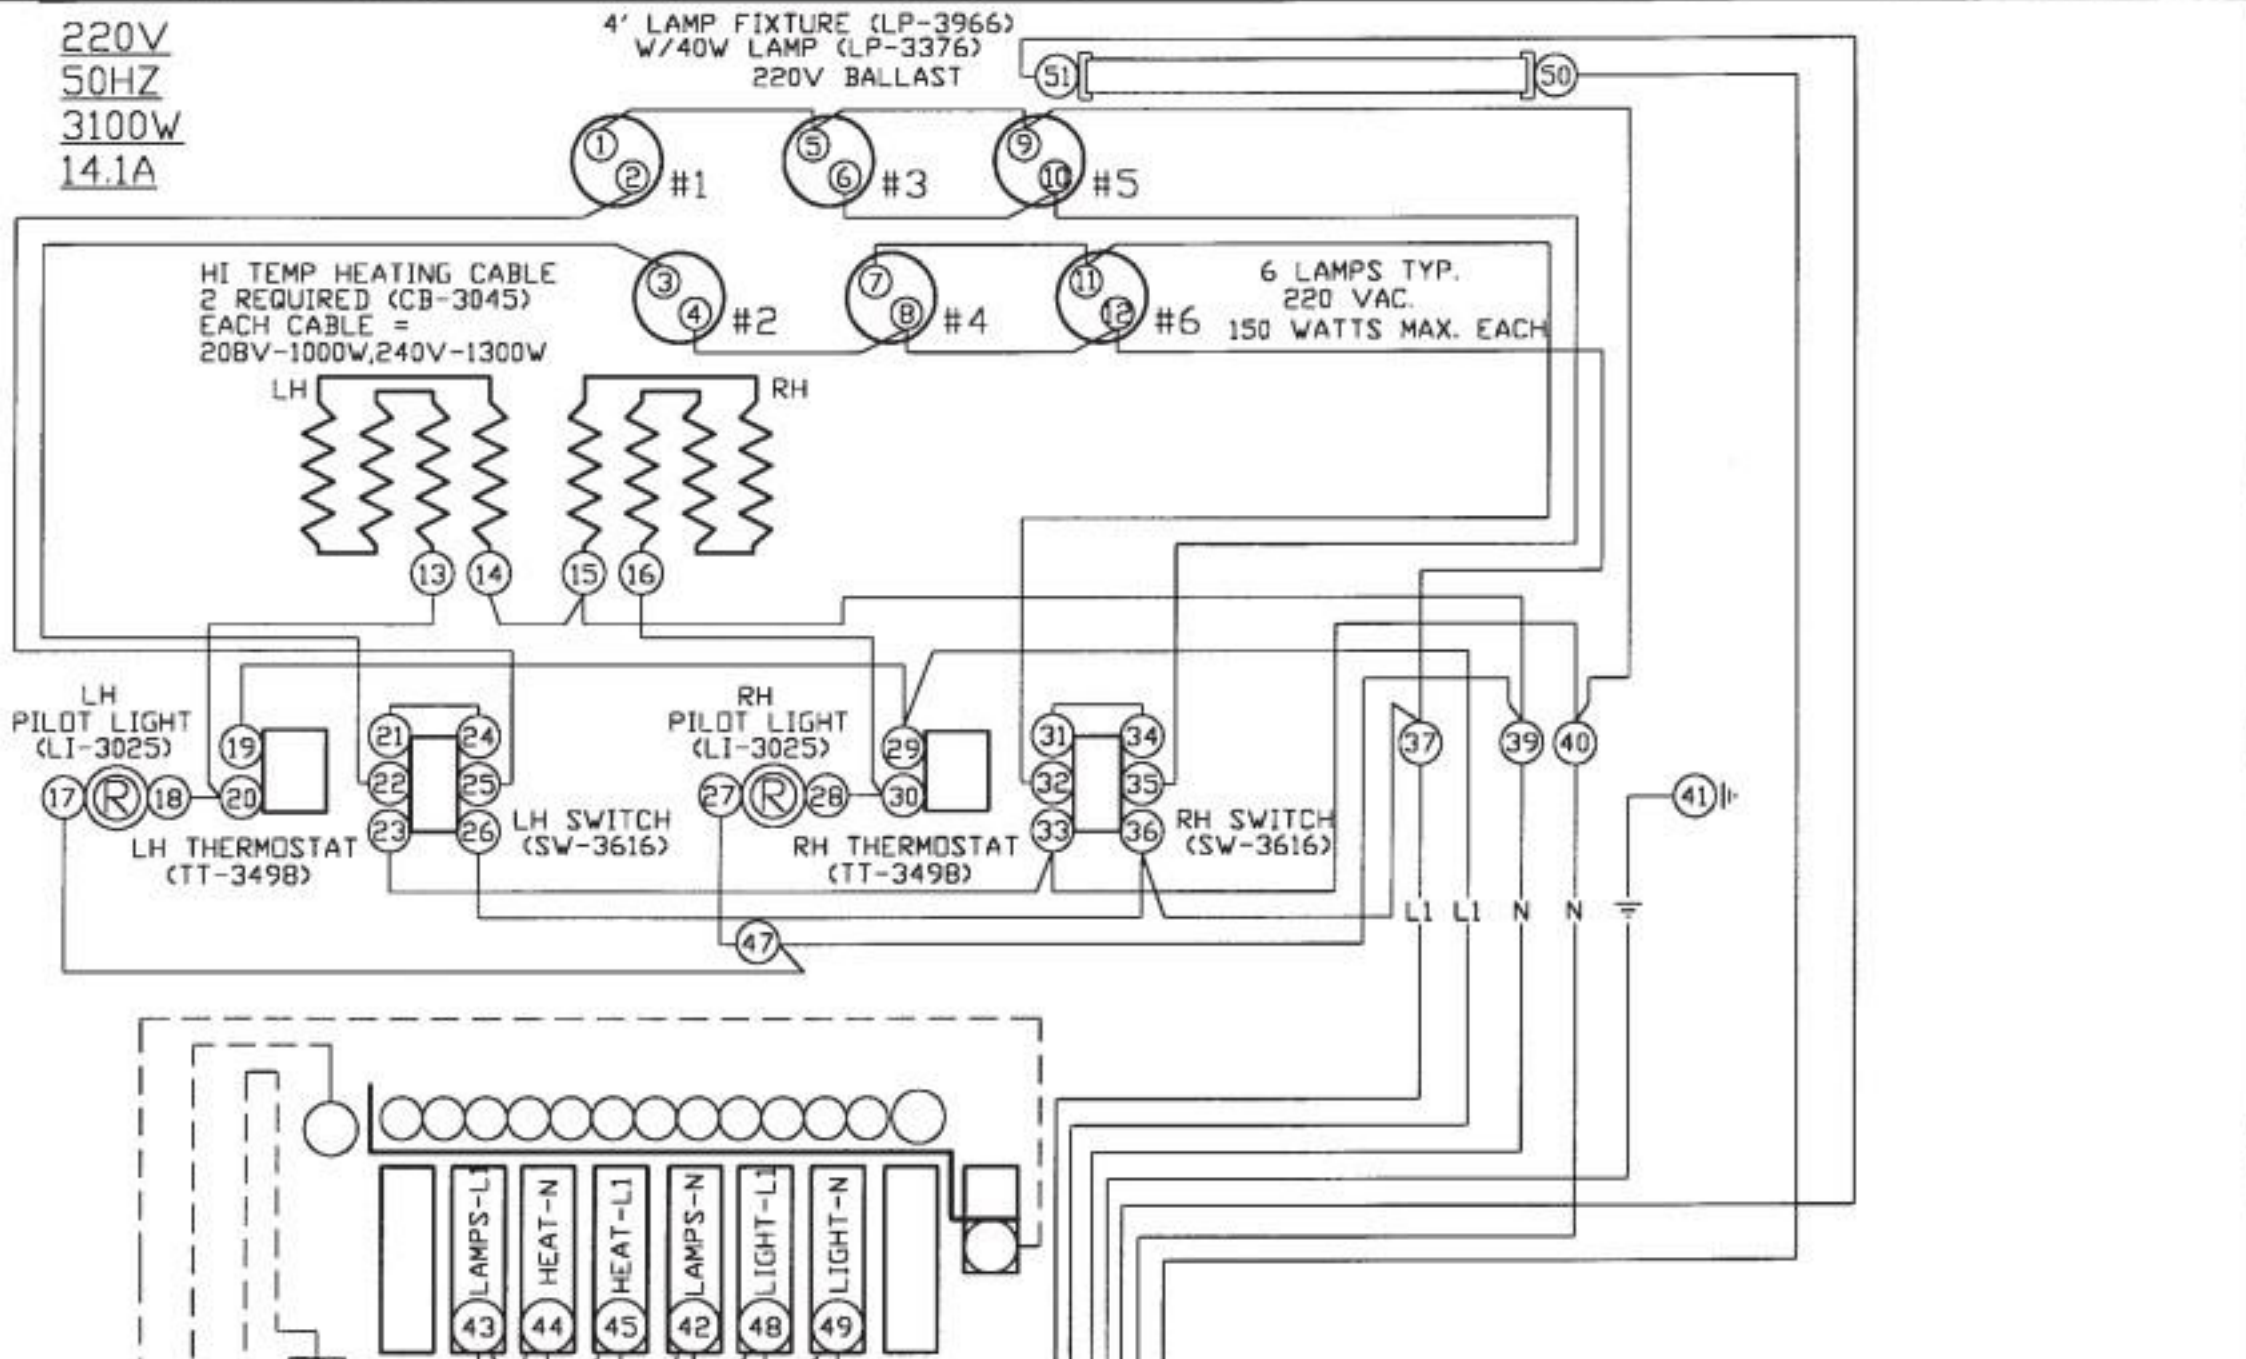 220V
50HZ
3100W
14.1A
4' LAMP FIXTURE (LP-3966)
W/40W LAMP (LP-3376)
220V BALLAST
51
50
1
2
#1
5
6
#3
9
10
#5
3
4
#2
7
8
#4
11
12
#6
HI TEMP HEATING CABLE
2 REQUIRED (CB-3045)
EACH CABLE =
208V-1000W,240V-1300W
6 LAMPS TYP.
220 VAC.
150 WATTS MAX. EACH
LH
RH
13
14
15
16
LH
PILOT LIGHT
(LI-3025)
17
R
18
19
20
LH THERMOSTAT
(TT-3498)
21
22
23
24
25
26
LH SWITCH
(SW-3616)
RH
PILOT LIGHT
(LI-3025)
27
R
28
29
30
RH THERMOSTAT
(TT-3498)
31
32
33
34
35
36
RH SWITCH
(SW-3616)
37
39
40
41
L1
L1
N
N
47
LAMPS-L1
HEAT-N
HEAT-L1
LAMPS-N
LIGHT-L1
LIGHT-N
43
44
45
42
48
49